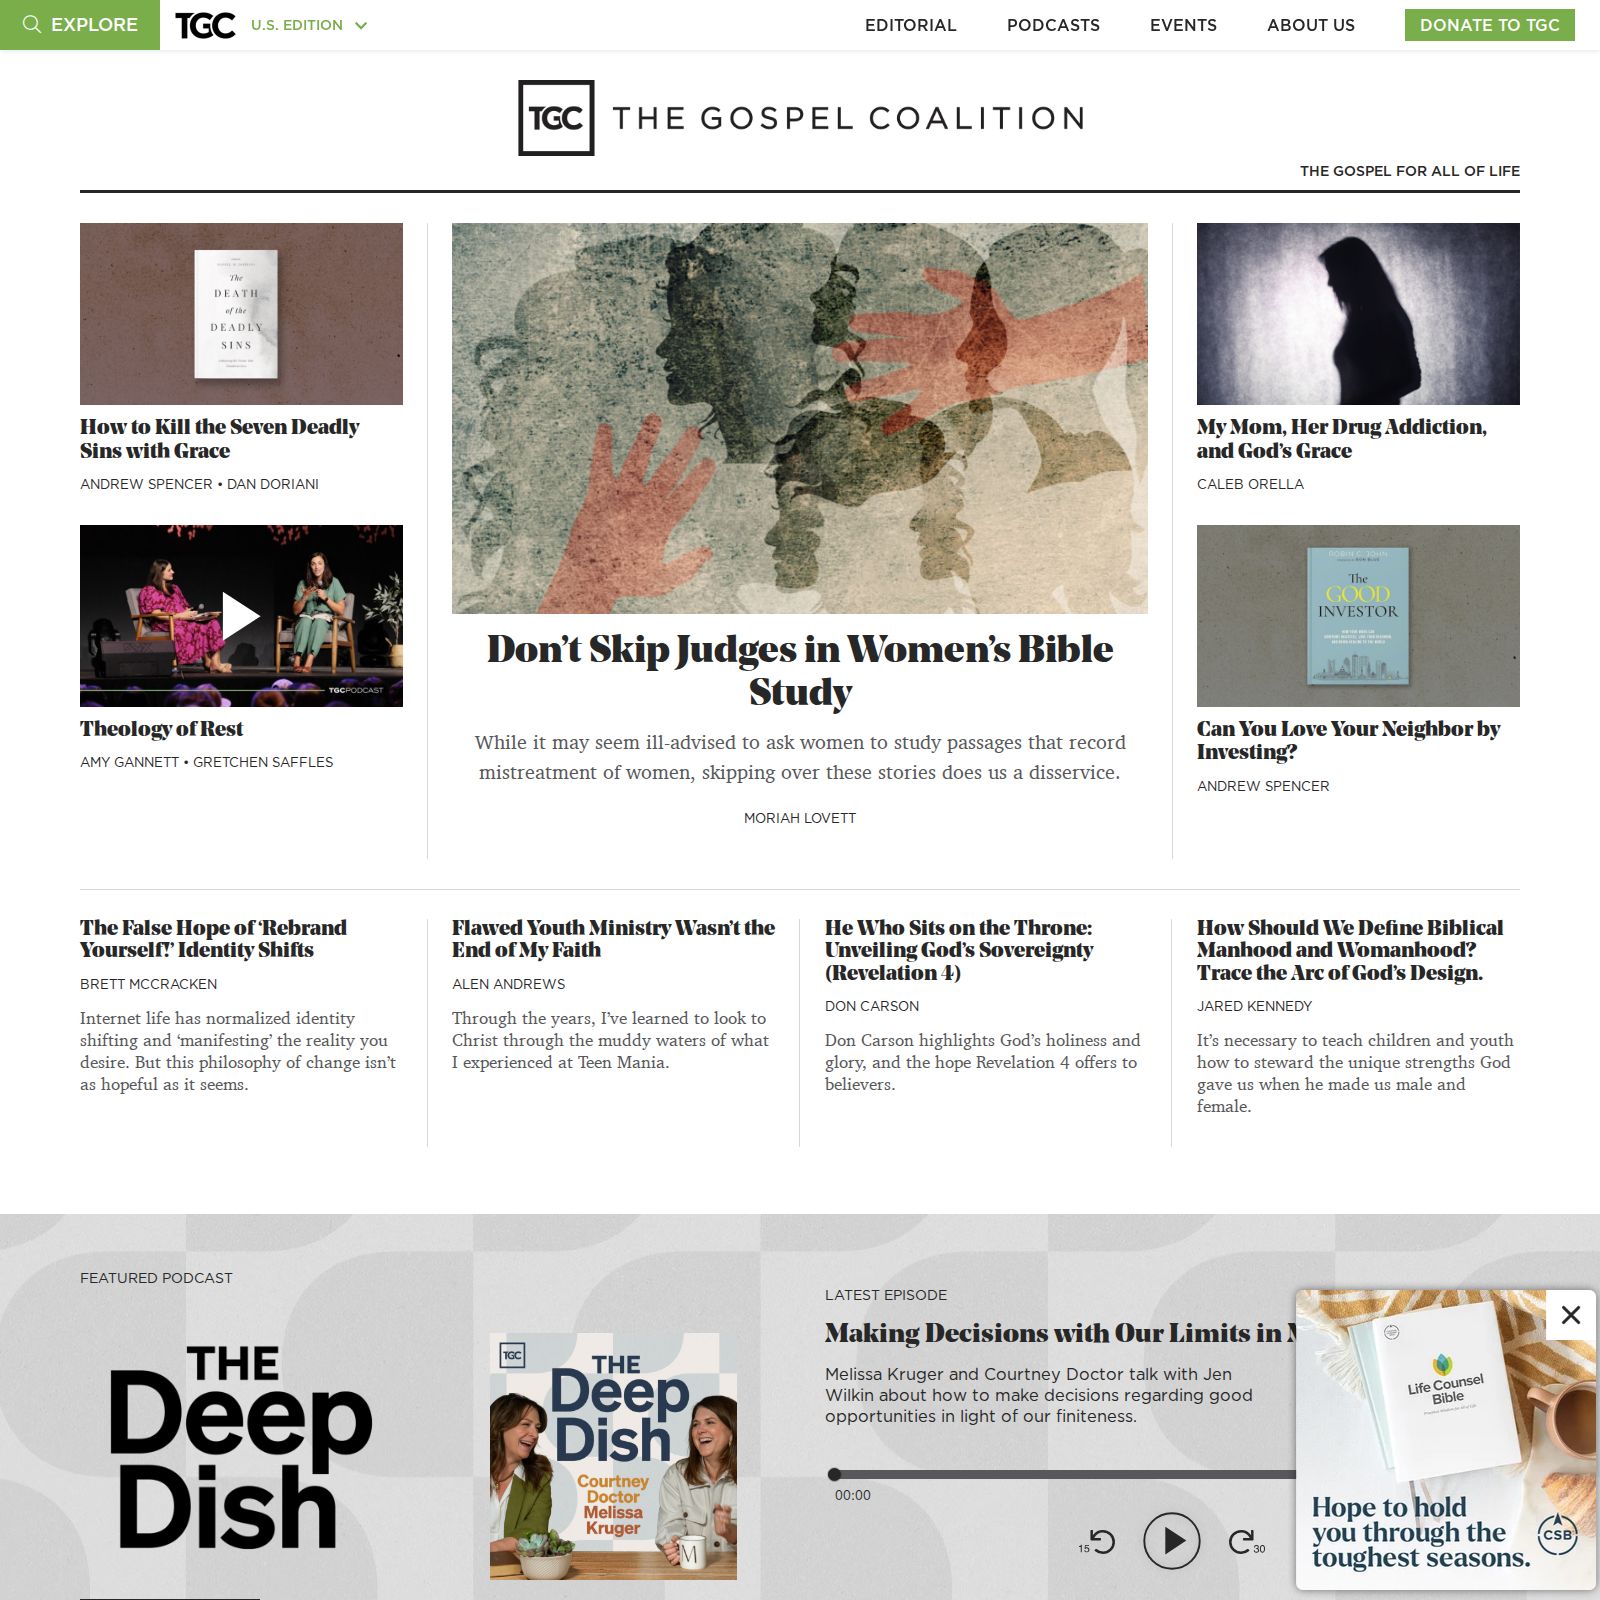 EXPLORE
TGC
U.S. EDITION
EDITORIAL
PODCASTS
EVENTS
ABOUT US
DONATE TO TGC
TGC
THE GOSPEL COALITION
THE GOSPEL FOR ALL OF LIFE
The
DEATH
of the
DEADLY
SINS
How to Kill the Seven Deadly
Sins with Grace
ANDREW SPENCER • DAN DORIANI
TGCPODCAST
Theology of Rest
AMY GANNETT • GRETCHEN SAFFLES
Don’t Skip Judges in Women’s Bible
Study
While it may seem ill-advised to ask women to study passages that record
mistreatment of women, skipping over these stories does us a disservice.
MORIAH LOVETT
My Mom, Her Drug Addiction,
and God’s Grace
CALEB ORELLA
ROBIN C. JOHN
The
GOOD
INVESTOR
Can You Love Your Neighbor by
Investing?
ANDREW SPENCER
The False Hope of ‘Rebrand
Yourself!’ Identity Shifts
BRETT MCCRACKEN
Internet life has normalized identity
shifting and ‘manifesting’ the reality you
desire. But this philosophy of change isn’t
as hopeful as it seems.
Flawed Youth Ministry Wasn’t the
End of My Faith
ALEN ANDREWS
Through the years, I’ve learned to look to
Christ through the muddy waters of what
I experienced at Teen Mania.
He Who Sits on the Throne:
Unveiling God’s Sovereignty
(Revelation 4)
DON CARSON
Don Carson highlights God’s holiness and
glory, and the hope Revelation 4 offers to
believers.
How Should We Define Biblical
Manhood and Womanhood?
Trace the Arc of God’s Design.
JARED KENNEDY
It’s necessary to teach children and youth
how to steward the unique strengths God
gave us when he made us male and
female.
FEATURED PODCAST
THE
Deep
Dish
TGC
THE
Deep
Dish
Courtney
Doctor
Melissa
Kruger
M
LATEST EPISODE
Making Decisions with Our Limits in
Melissa Kruger and Courtney Doctor talk with Jen
Wilkin about how to make decisions regarding good
opportunities in light of our finiteness.
00:00
15
30
Life Counsel
Bible
Hope to hold
you through the
toughest seasons.
CSB